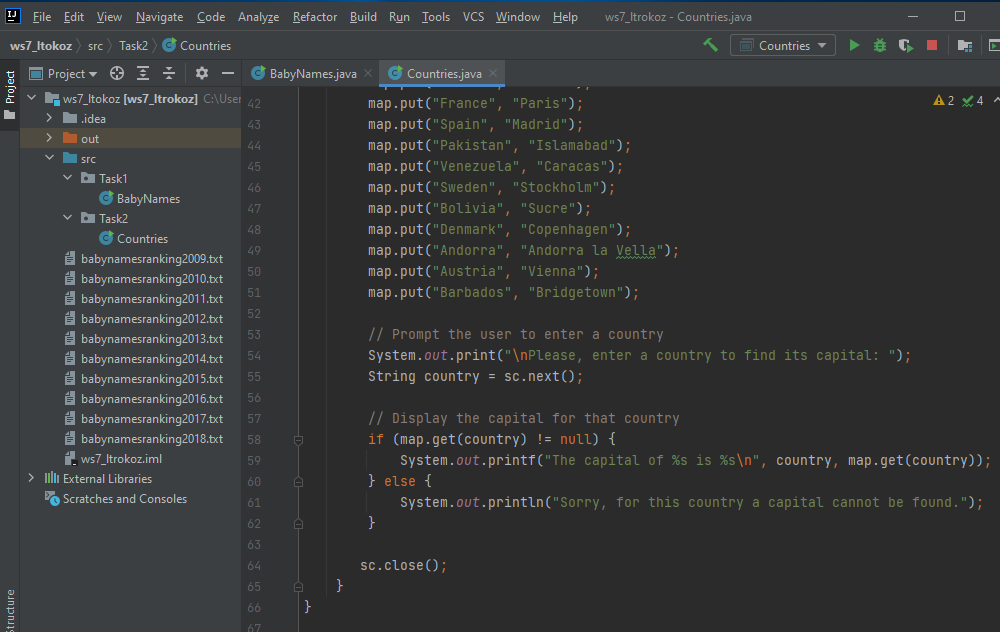 File Edit View Navigate Code Analyze Refactor Build Run Tools VCS Window Help ws7_ltrokoz - Countries.java
ws7_ltokoz src Task2 Countries Countries
Project BabyNames.java Countries.java
Project
ws7_ltokoz [ws7_ltrokoz] C:\User
.idea
out
src
Task1
BabyNames
Task2
Countries
babynamesranking2009.txt
babynamesranking2010.txt
babynamesranking2011.txt
babynamesranking2012.txt
babynamesranking2013.txt
babynamesranking2014.txt
babynamesranking2015.txt
babynamesranking2016.txt
babynamesranking2017.txt
babynamesranking2018.txt
ws7_ltrokoz.iml
External Libraries
Scratches and Consoles
Structure
2 4
42 map.put("France", "Paris");
43 map.put("Spain", "Madrid");
44 map.put("Pakistan", "Islamabad");
45 map.put("Venezuela", "Caracas");
46 map.put("Sweden", "Stockholm");
47 map.put("Bolivia", "Sucre");
48 map.put("Denmark", "Copenhagen");
49 map.put("Andorra", "Andorra la Vella");
50 map.put("Austria", "Vienna");
51 map.put("Barbados", "Bridgetown");
52
53 // Prompt the user to enter a country
54 System.out.print("\nPlease, enter a country to find its capital: ");
55 String country = sc.next();
56
57 // Display the capital for that country
58 if (map.get(country) != null) {
59 System.out.printf("The capital of %s is %s\n", country, map.get(country));
60 } else {
61 System.out.println("Sorry, for this country a capital cannot be found.");
62 }
63
64 sc.close();
65 }
66 }
67